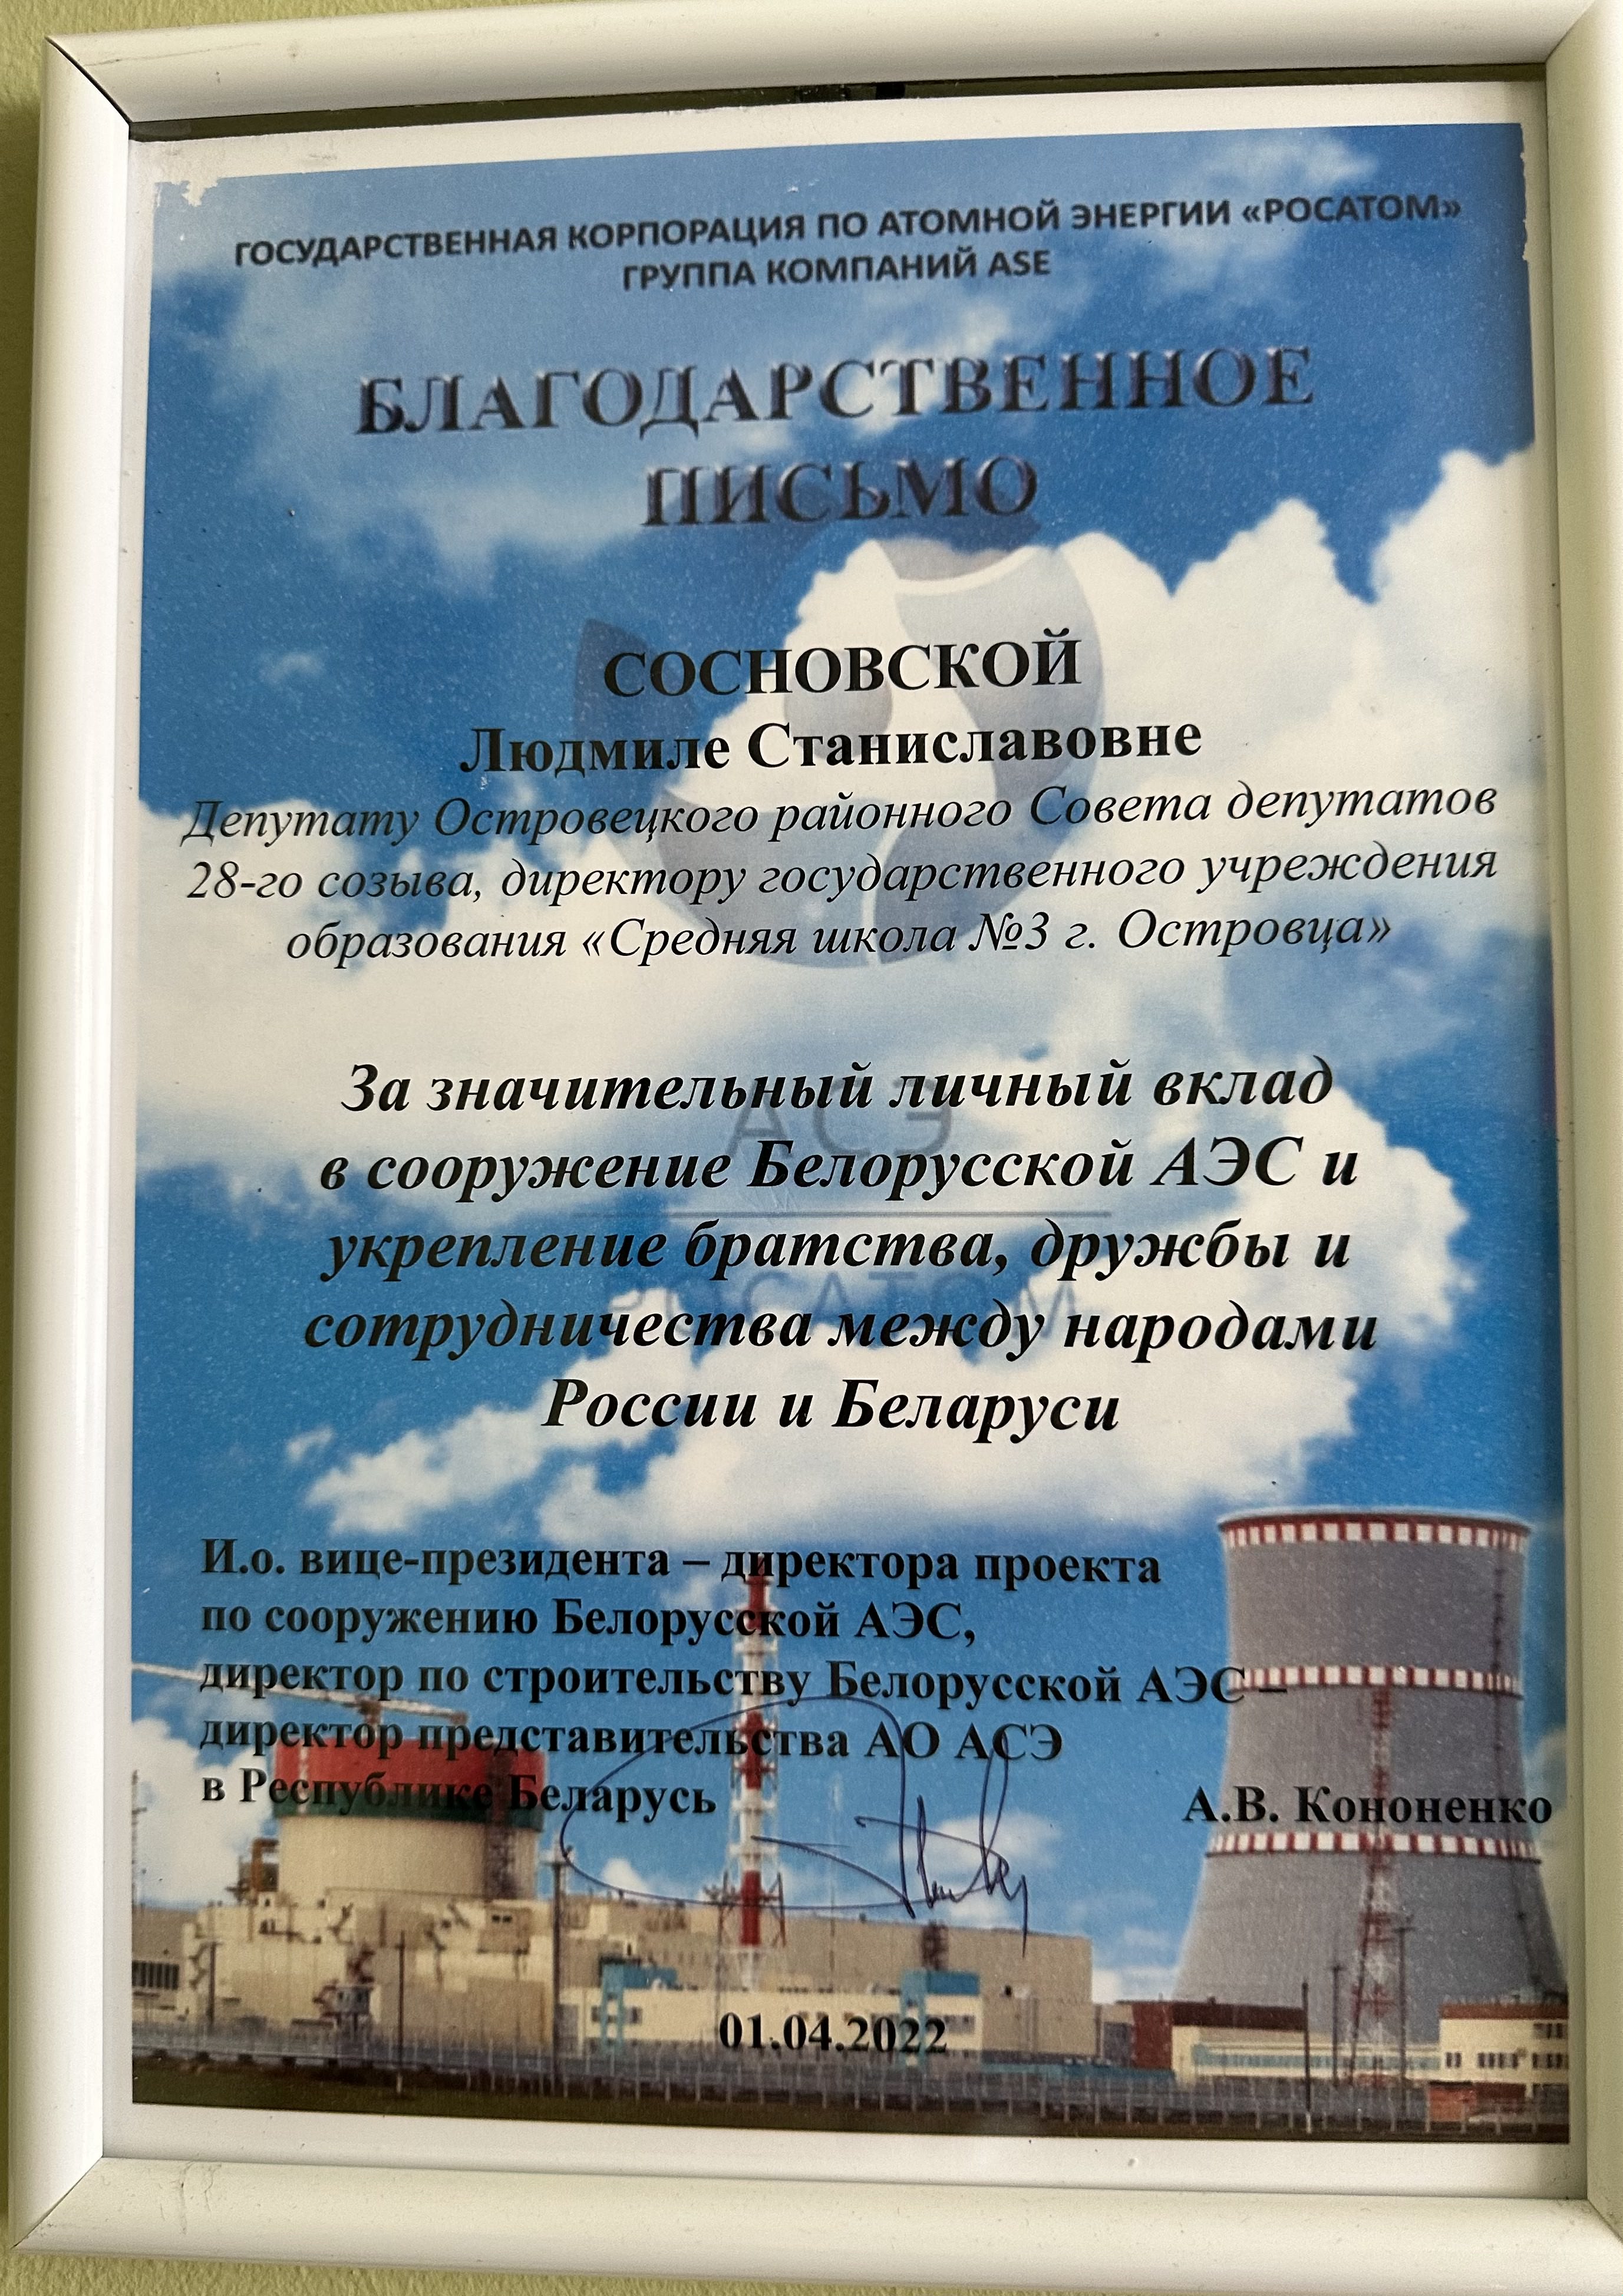 ГОСУДАРСТВЕННАЯ КОРПОРАЦИЯ ПО АТОМНОЙ ЭНЕРГИИ «РОСАТОМ»
ГРУППА КОМПАНИЙ ASE
БЛАГОДАРСТВЕННОЕ
ПИСЬМО
СОСНОВСКОЙ
Людмиле Станиславовне
Депутату Островецкого районного Совета депутатов
28-го созыва, директору государственного учреждения
образования «Средняя школа №3 г. Островца»
За значительный личный вклад
АСЭ
в сооружение Белорусской АЭС и
укрепление братства, дружбы и
РОСАТОМ
сотрудничества между народами
России и Беларуси
И.о. вице-президента – директора проекта
по сооружению Белорусской АЭС,
директор по строительству Белорусской АЭС –
директор представительства АО АСЭ
в Республике Беларусь А.В. Кононенко
01.04.2022